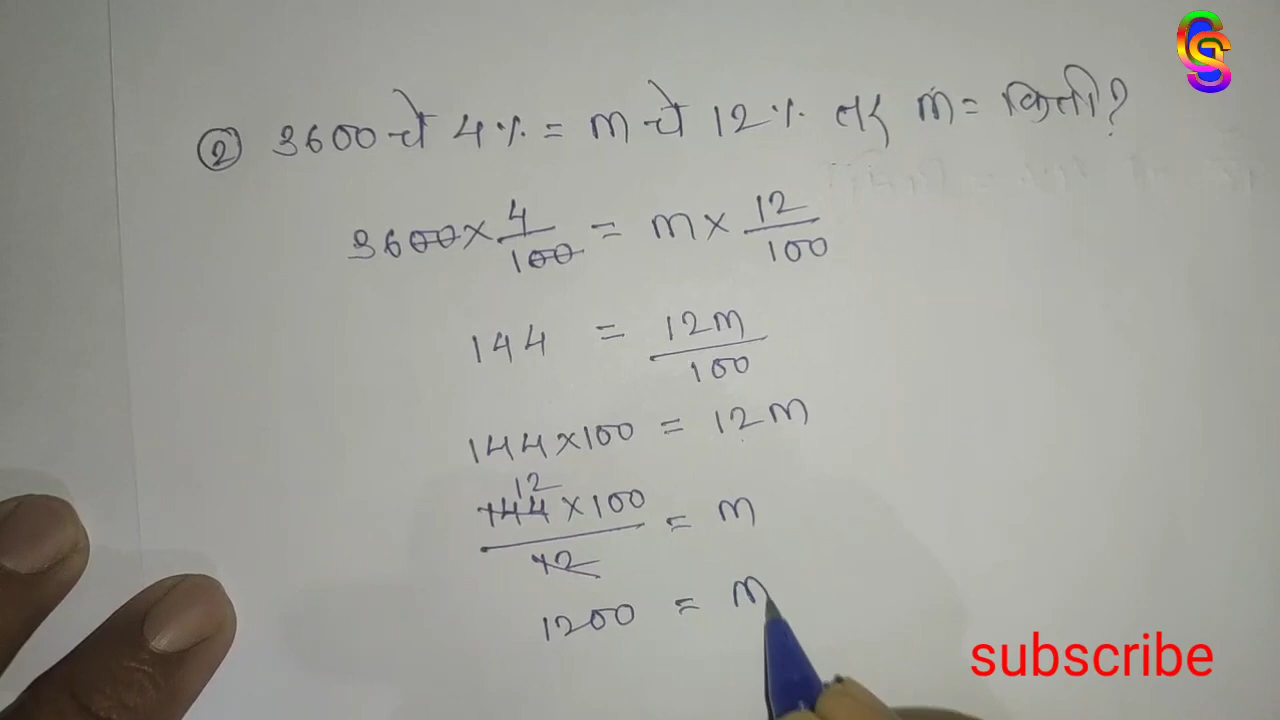 ② 3600 चे 4% = m चे 12% तर m = किती?
3600 × 4/100 = m × 12/100
144 = 12m/100
144 × 100 = 12m
12
144 × 100/12 = m
1200 = m
subscribe